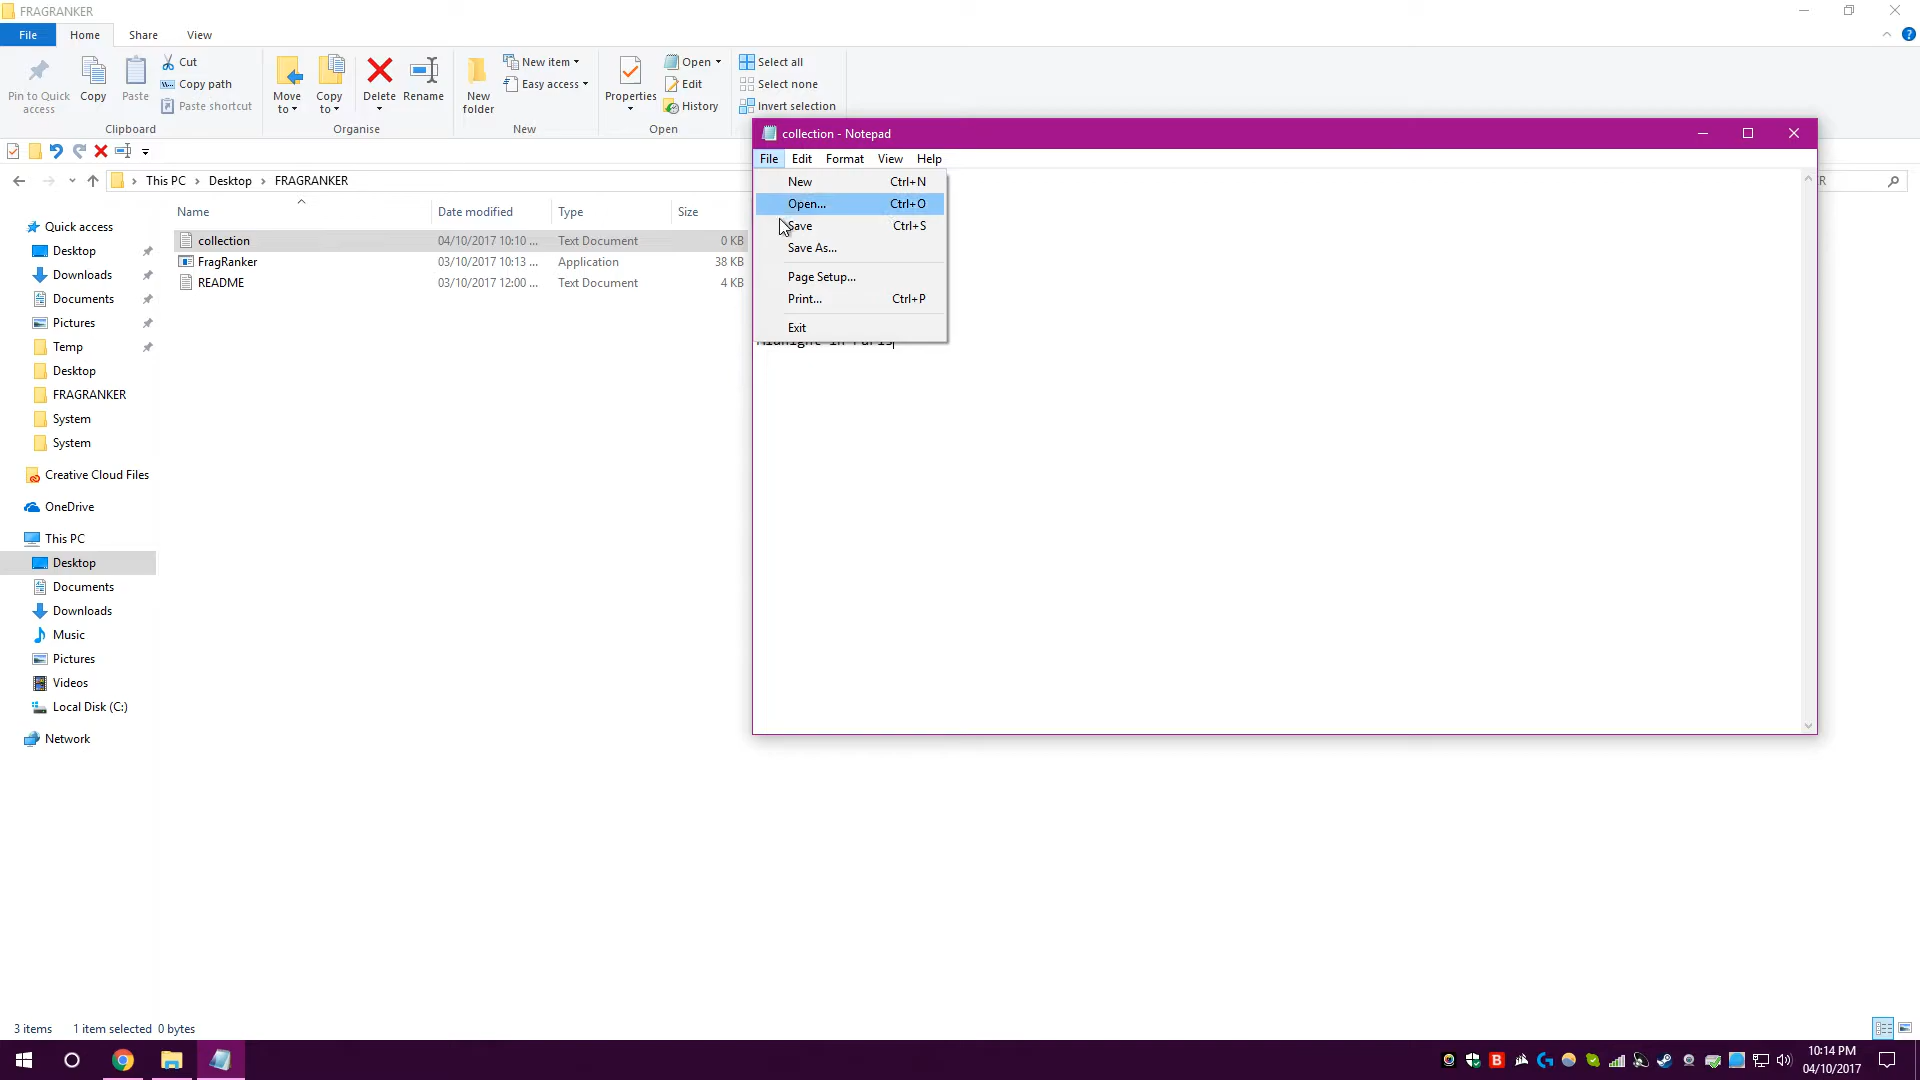 FRAGRANKER
File Home Share View
Pin to Quick access
Copy
Paste
Cut
Copy path
Paste shortcut
Clipboard
Move to
Copy to
Delete
Rename
Organise
New folder
New item
Easy access
New
Properties
Open
Edit
History
Open
Select all
Select none
Invert selection
This PC Desktop FRAGRANKER
Name Date modified Type Size
collection 04/10/2017 10:10 ... Text Document 0 KB
FragRanker 03/10/2017 10:13 ... Application 38 KB
README 03/10/2017 12:00 ... Text Document 4 KB
Quick access
Desktop
Downloads
Documents
Pictures
Temp
Desktop
FRAGRANKER
System
System
Creative Cloud Files
OneDrive
This PC
Desktop
Documents
Downloads
Music
Pictures
Videos
Local Disk (C:)
Network
3 items 1 item selected 0 bytes
collection - Notepad
File Edit Format View Help
New Ctrl+N
Open... Ctrl+O
Save Ctrl+S
Save As...
Page Setup...
Print... Ctrl+P
Exit
Midnight in Paris
R
10:14 PM
04/10/2017